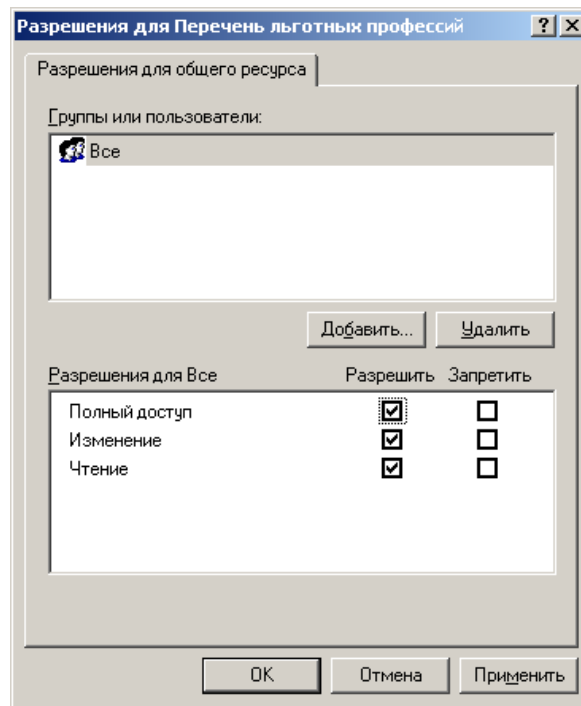 Разрешения для Перечень льготных профессий
Разрешения для общего ресурса
Группы или пользователи:
Все
Добавить... Удалить
Разрешения для Все Разрешить Запретить
Полный доступ
Изменение
Чтение
OK Отмена Применить